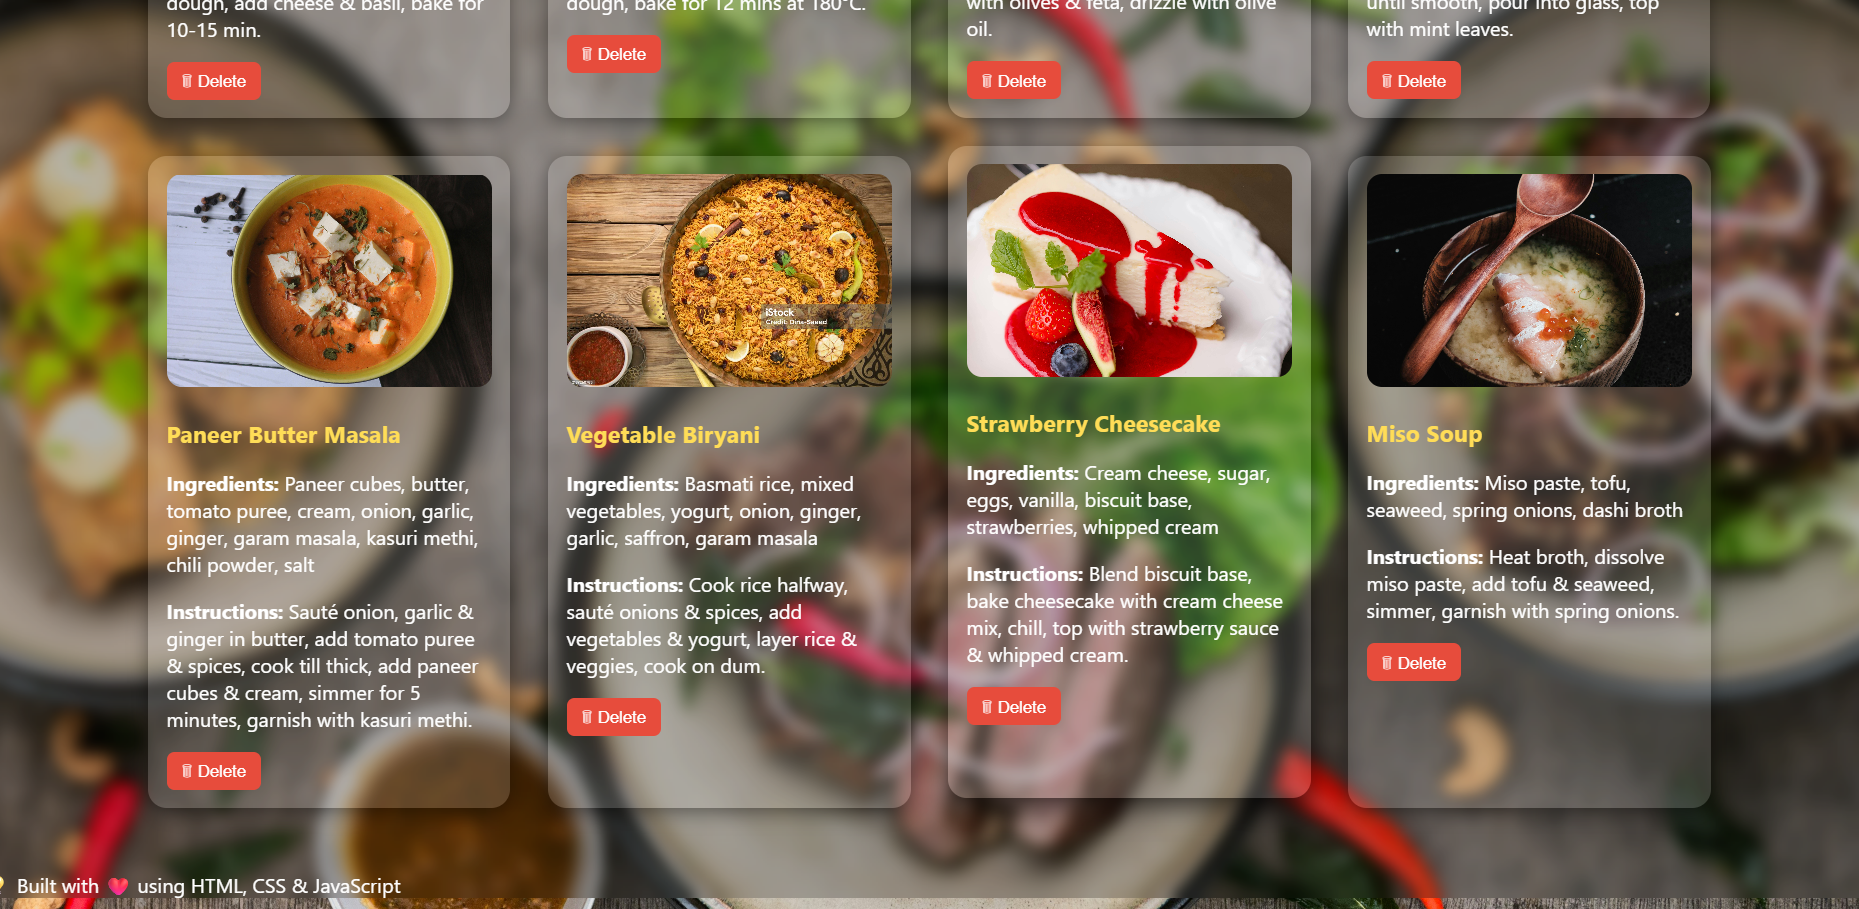 dough, add cheese & basil, bake for
10-15 min.
Delete
dough, bake for 12 mins at 180°C.
Delete
with olives & feta, drizzle with olive
oil.
Delete
until smooth, pour into glass, top
with mint leaves.
Delete
Paneer Butter Masala
Ingredients: Paneer cubes, butter,
tomato puree, cream, onion, garlic,
ginger, garam masala, kasuri methi,
chili powder, salt
Instructions: Sauté onion, garlic &
ginger in butter, add tomato puree
& spices, cook till thick, add paneer
cubes & cream, simmer for 5
minutes, garnish with kasuri methi.
Delete
iStock
Credit: Dina-Saeed
Vegetable Biryani
Ingredients: Basmati rice, mixed
vegetables, yogurt, onion, ginger,
garlic, saffron, garam masala
Instructions: Cook rice halfway,
sauté onions & spices, add
vegetables & yogurt, layer rice &
veggies, cook on dum.
Delete
Strawberry Cheesecake
Ingredients: Cream cheese, sugar,
eggs, vanilla, biscuit base,
strawberries, whipped cream
Instructions: Blend biscuit base,
bake cheesecake with cream cheese
mix, chill, top with strawberry sauce
& whipped cream.
Delete
Miso Soup
Ingredients: Miso paste, tofu,
seaweed, spring onions, dashi broth
Instructions: Heat broth, dissolve
miso paste, add tofu & seaweed,
simmer, garnish with spring onions.
Delete
Built with ❤️ using HTML, CSS & JavaScript